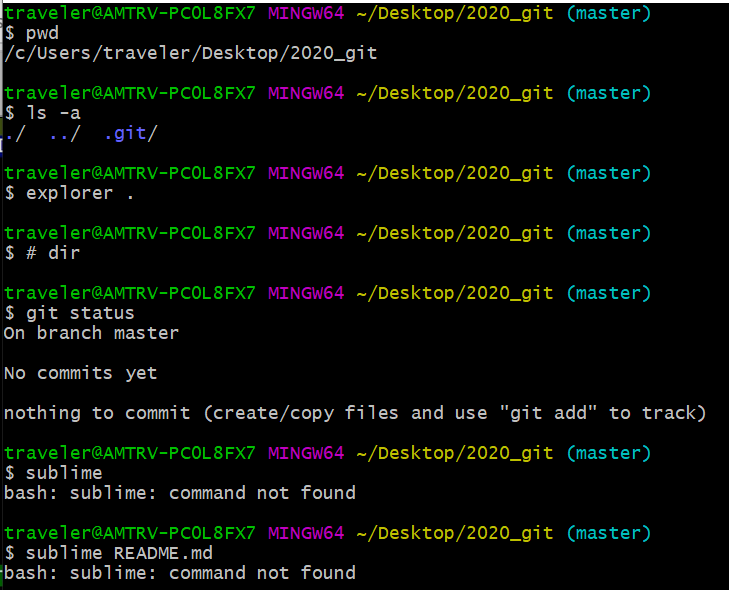 traveler@AMTRV-PC0L8FX7 MINGW64 ~/Desktop/2020_git (master)
$ pwd
/c/Users/traveler/Desktop/2020_git
traveler@AMTRV-PC0L8FX7 MINGW64 ~/Desktop/2020_git (master)
$ ls -a
./  ../  .git/
traveler@AMTRV-PC0L8FX7 MINGW64 ~/Desktop/2020_git (master)
$ explorer .
traveler@AMTRV-PC0L8FX7 MINGW64 ~/Desktop/2020_git (master)
$ # dir
traveler@AMTRV-PC0L8FX7 MINGW64 ~/Desktop/2020_git (master)
$ git status
On branch master
No commits yet
nothing to commit (create/copy files and use "git add" to track)
traveler@AMTRV-PC0L8FX7 MINGW64 ~/Desktop/2020_git (master)
$ sublime
bash: sublime: command not found
traveler@AMTRV-PC0L8FX7 MINGW64 ~/Desktop/2020_git (master)
$ sublime README.md
bash: sublime: command not found